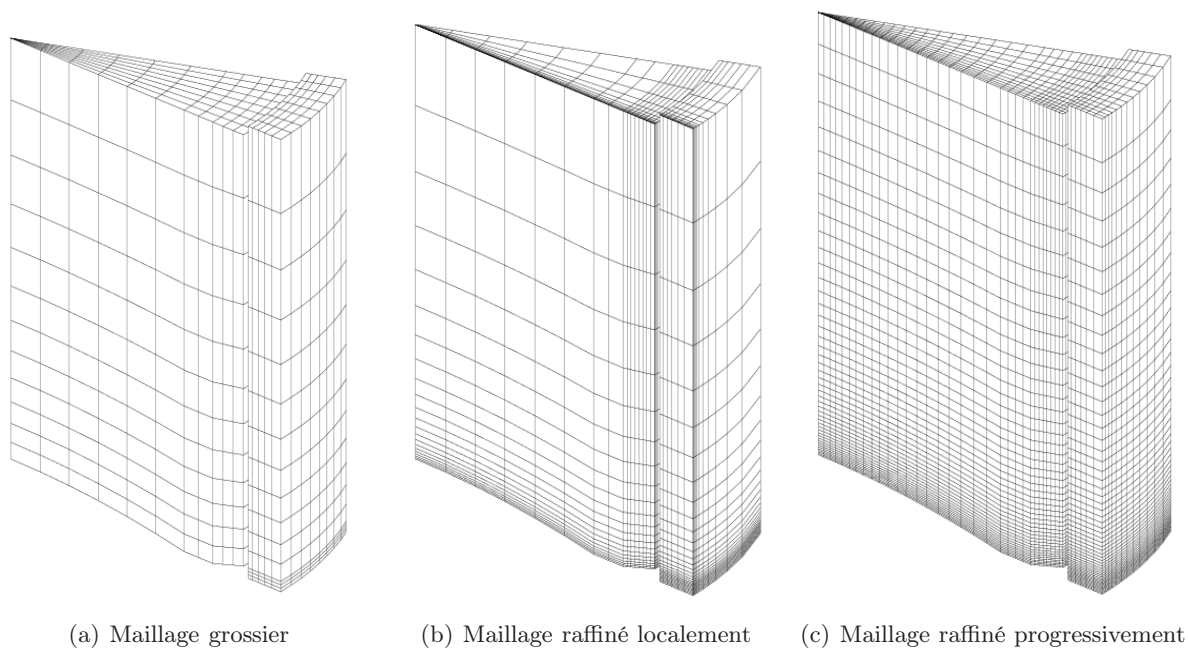 (a) Maillage grossier
(b) Maillage raffiné localement
(c) Maillage raffiné progressivement